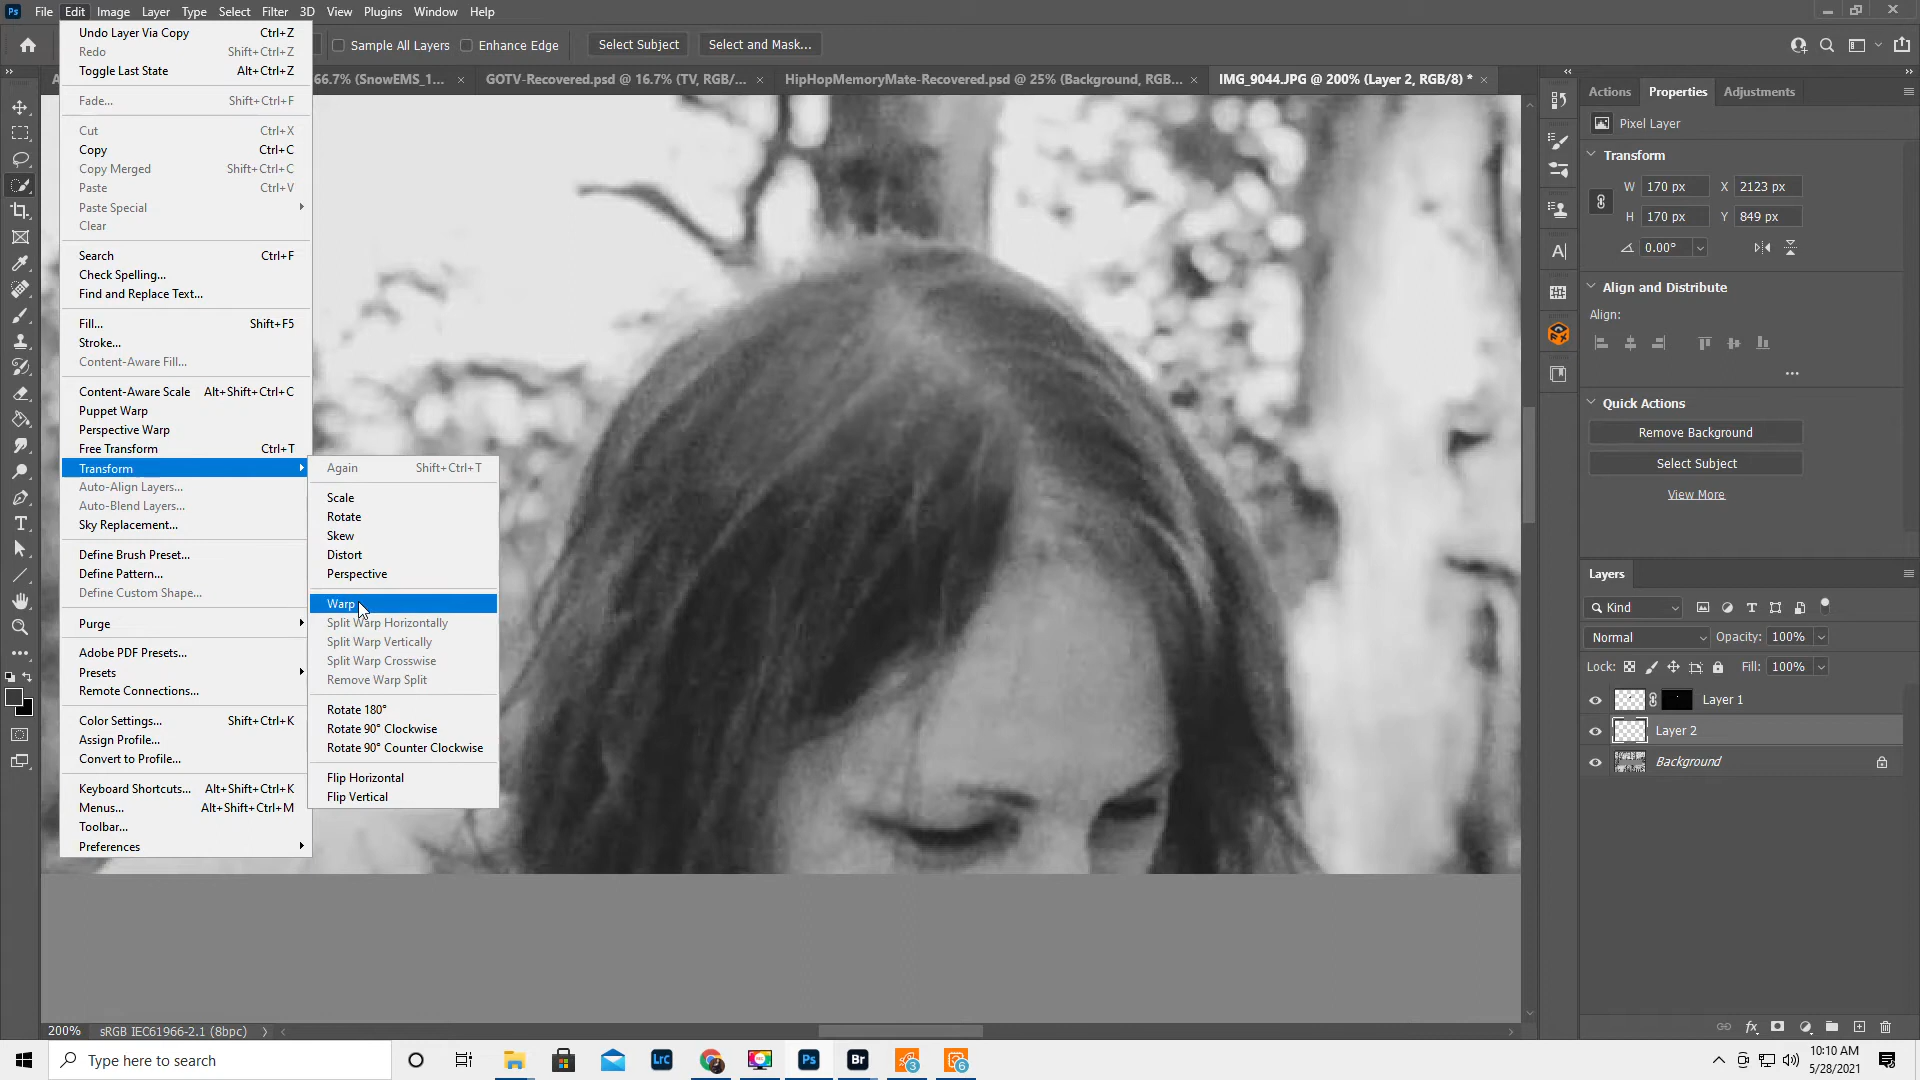 Ps File Edit Image Layer Type Select Filter 3D View Plugins Window Help
Sample All Layers Enhance Edge Select Subject Select and Mask...
66.7% (SnowEMS_1... × GOTV-Recovered.psd @ 16.7% (TV, RGB/... × HipHopMemoryMate-Recovered.psd @ 25% (Background, RGB... × IMG_9044.JPG @ 200% (Layer 2, RGB/8) * ×
Undo Layer Via Copy Ctrl+Z
Redo Shift+Ctrl+Z
Toggle Last State Alt+Ctrl+Z
Fade... Shift+Ctrl+F
Cut Ctrl+X
Copy Ctrl+C
Copy Merged Shift+Ctrl+C
Paste Ctrl+V
Paste Special
Clear
Search Ctrl+F
Check Spelling...
Find and Replace Text...
Fill... Shift+F5
Stroke...
Content-Aware Fill...
Content-Aware Scale Alt+Shift+Ctrl+C
Puppet Warp
Perspective Warp
Free Transform Ctrl+T
Transform
Auto-Align Layers...
Auto-Blend Layers...
Sky Replacement...
Define Brush Preset...
Define Pattern...
Define Custom Shape...
Purge
Adobe PDF Presets...
Presets
Remote Connections...
Color Settings... Shift+Ctrl+K
Assign Profile...
Convert to Profile...
Keyboard Shortcuts... Alt+Shift+Ctrl+K
Menus... Alt+Shift+Ctrl+M
Toolbar...
Preferences
Again Shift+Ctrl+T
Scale
Rotate
Skew
Distort
Perspective
Warp
Split Warp Horizontally
Split Warp Vertically
Split Warp Crosswise
Remove Warp Split
Rotate 180°
Rotate 90° Clockwise
Rotate 90° Counter Clockwise
Flip Horizontal
Flip Vertical
Actions Properties Adjustments
Pixel Layer
Transform
W 170 px X 2123 px
H 170 px Y 849 px
0.00°
Align and Distribute
Align:
...
Quick Actions
Remove Background
Select Subject
View More
Layers
Kind
Normal Opacity: 100%
Lock: Fill: 100%
Layer 1
Layer 2
Background
200% sRGB IEC61966-2.1 (8bpc)
Type here to search
LrC Ps Br 3 6
10:10 AM
5/28/2021